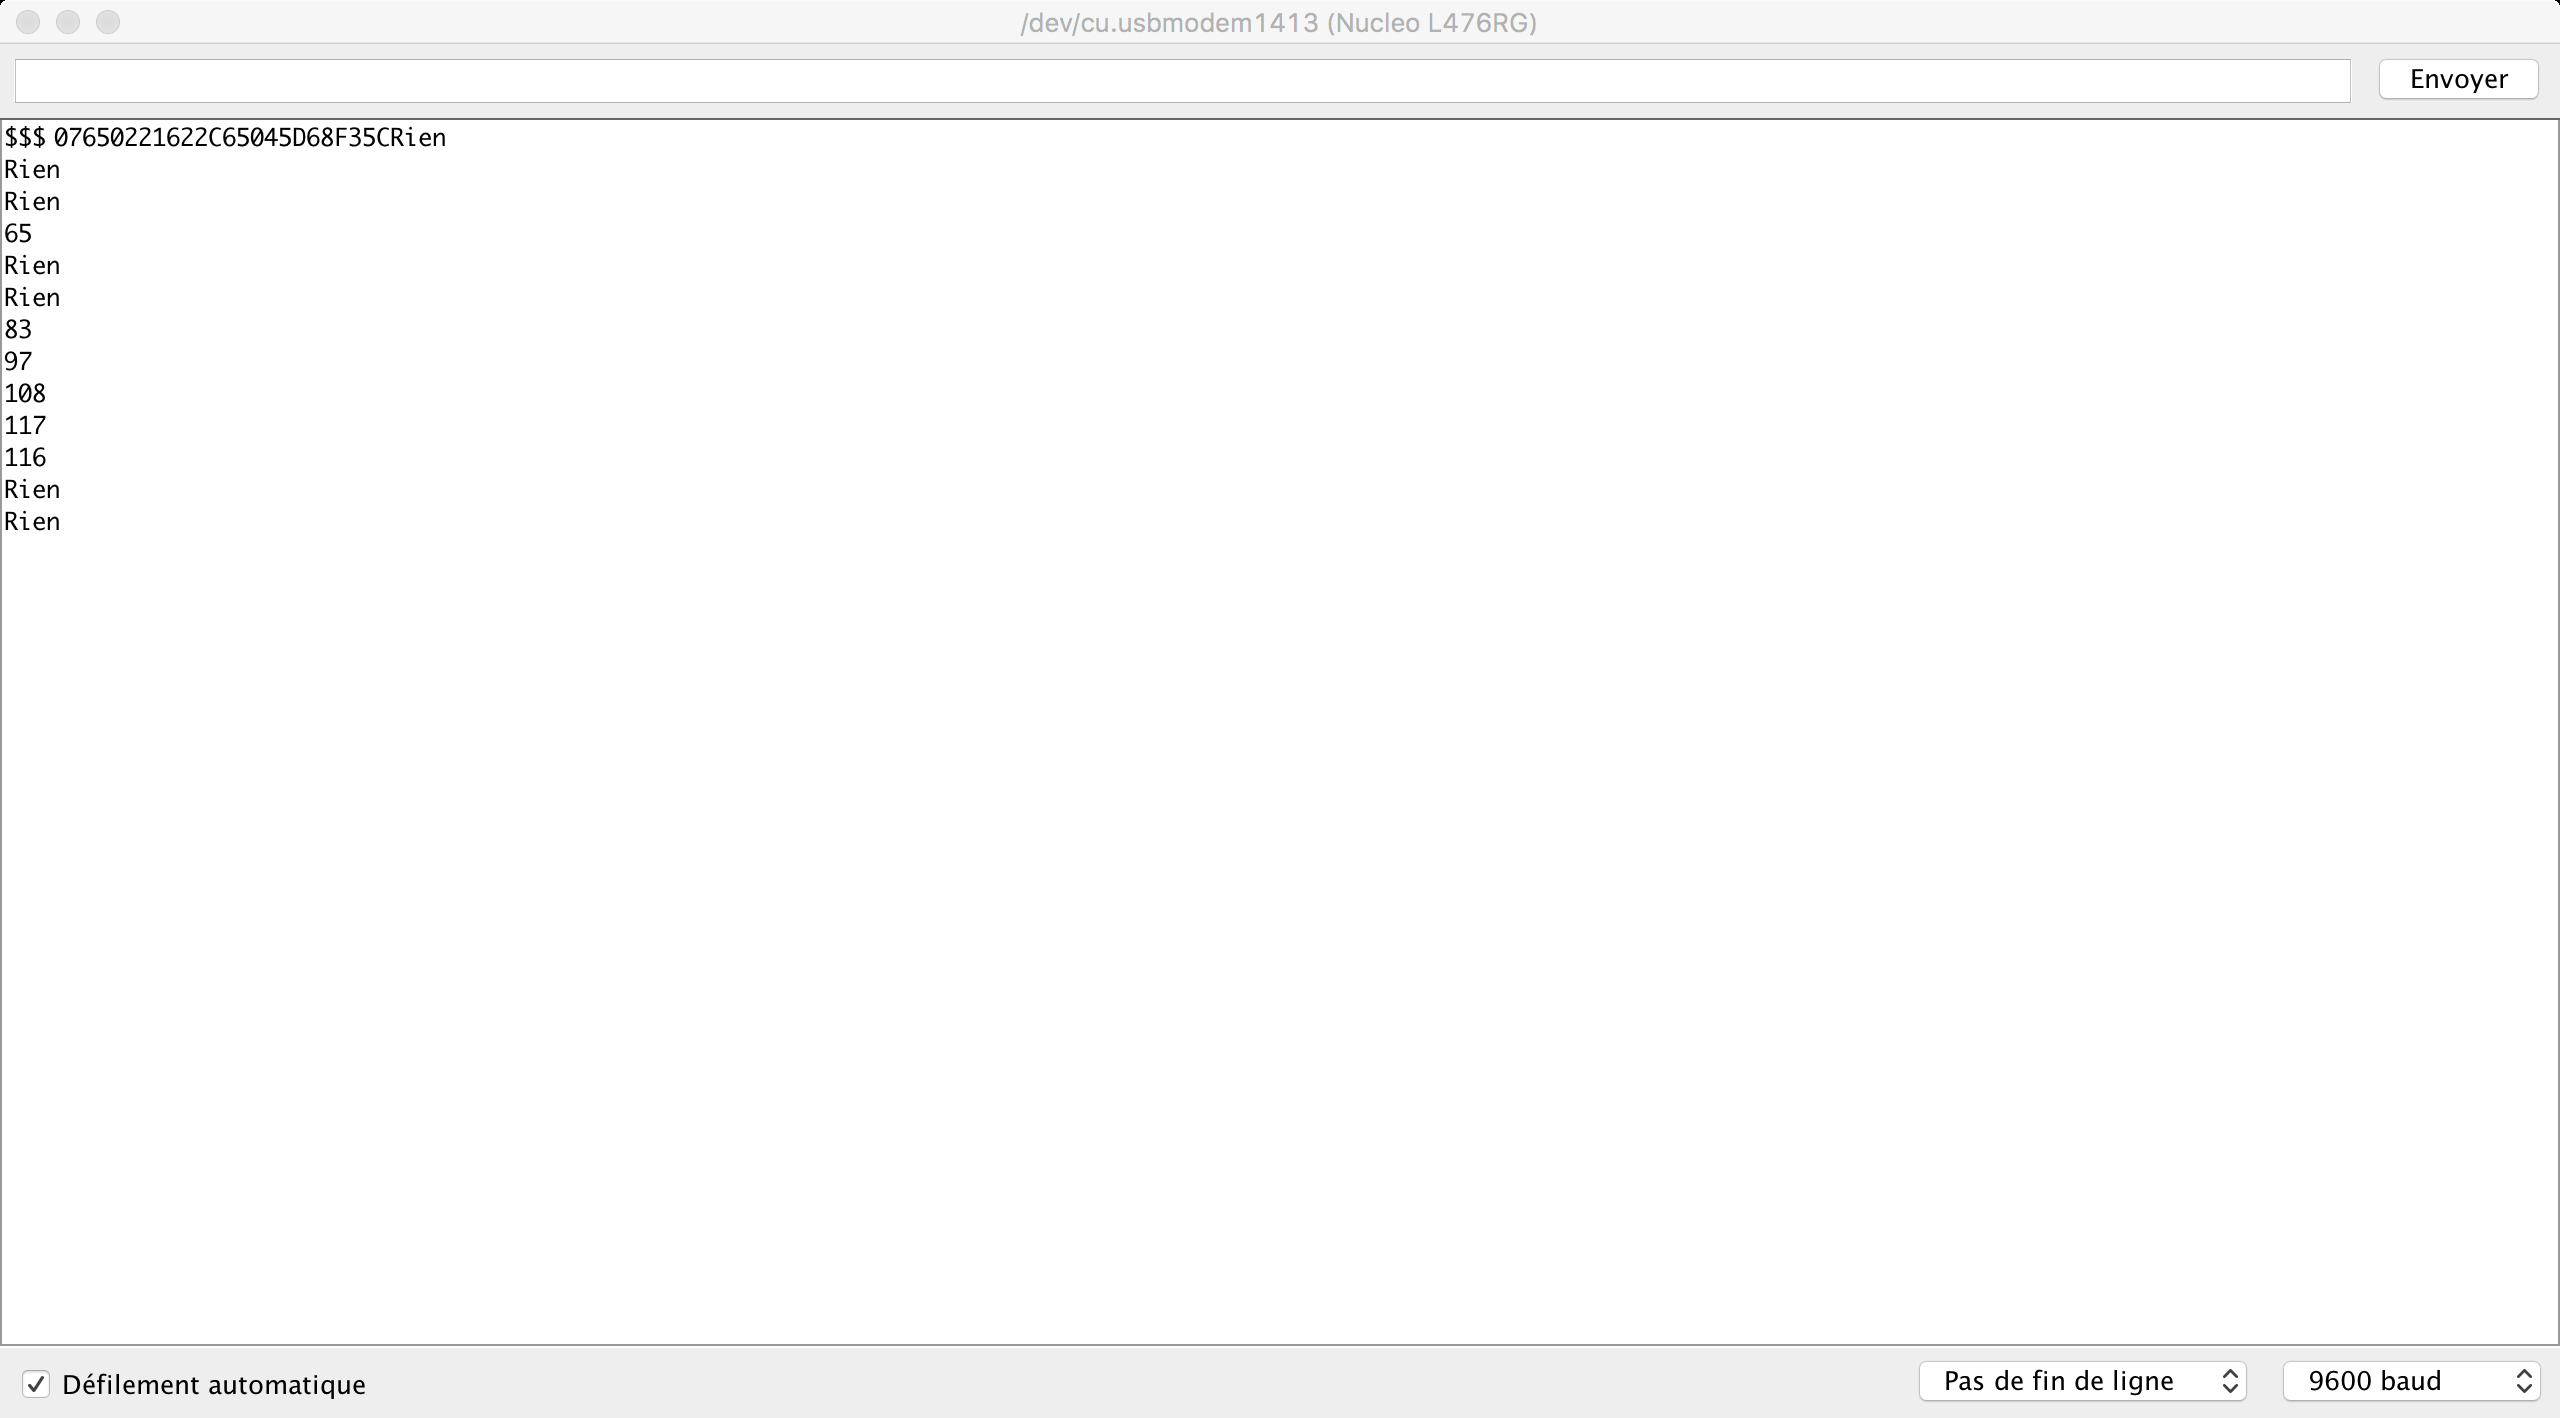 /dev/cu.usbmodem1413 (Nucleo L476RG)
Envoyer
$$$ 07650221622C65045D68F35CRien
Rien
Rien
65
Rien
Rien
83
97
108
117
116
Rien
Rien
Défilement automatique
Pas de fin de ligne
9600 baud